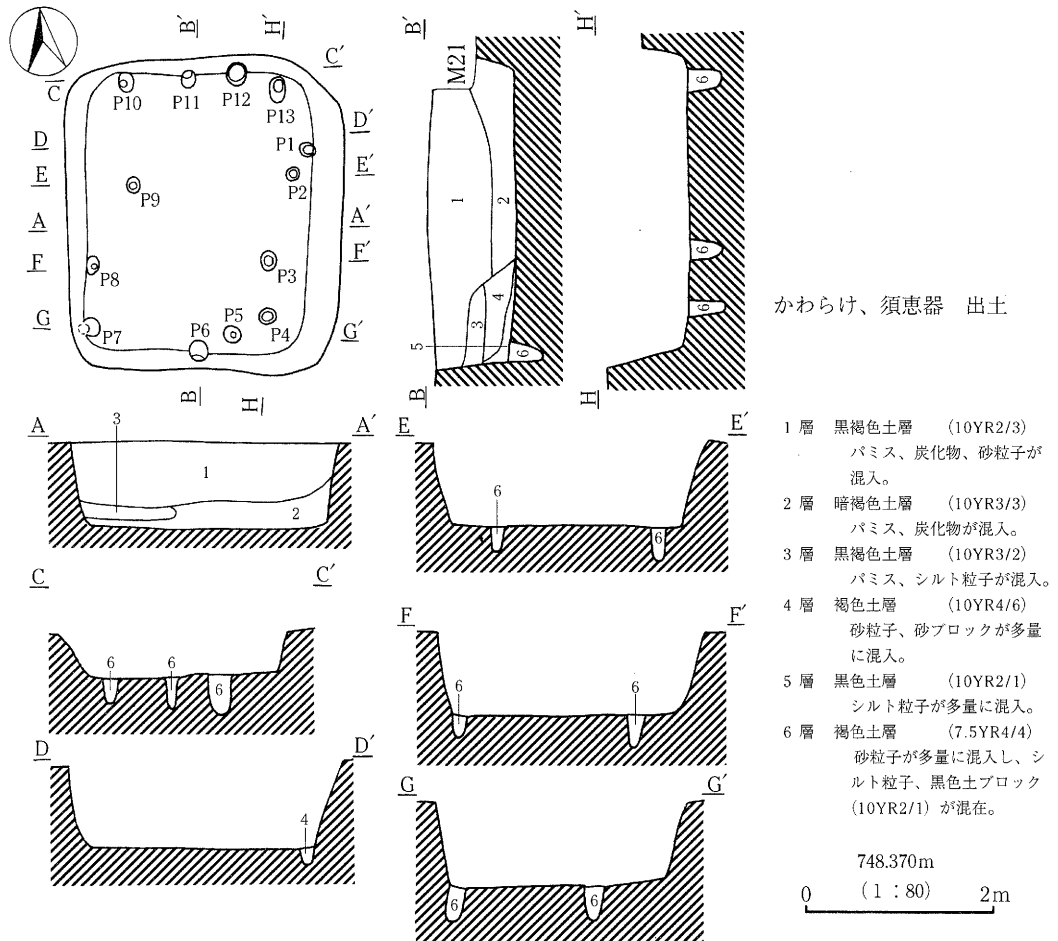 B′
H′
C′
C
P10
P11
P12
P13
D
D′
P1
E
E′
P2
P9
A
A′
F
F′
P8
P3
G
G′
P7
P6
P5
P4
B
H
B′
M21
1
2
3
4
5
6
B
H′
6
6
6
H
かわらけ、須恵器 出土
A
A′
3
1
2
E
E′
6
6
C
C′
6
6
6
F
F′
6
6
D
D′
4
G
G′
6
6
1層 黒褐色土層 (10YR2/3)
パミス、炭化物、砂粒子が
混入。
2層 暗褐色土層 (10YR3/3)
パミス、炭化物が混入。
3層 黒褐色土層 (10YR3/2)
パミス、シルト粒子が混入。
4層 褐色土層 (10YR4/6)
砂粒子、砂ブロックが多量
に混入。
5層 黒色土層 (10YR2/1)
シルト粒子が多量に混入。
6層 褐色土層 (7.5YR4/4)
砂粒子が多量に混入し、シ
ルト粒子、黒色土ブロック
(10YR2/1)が混在。
748.370m
(1:80)
0 2m